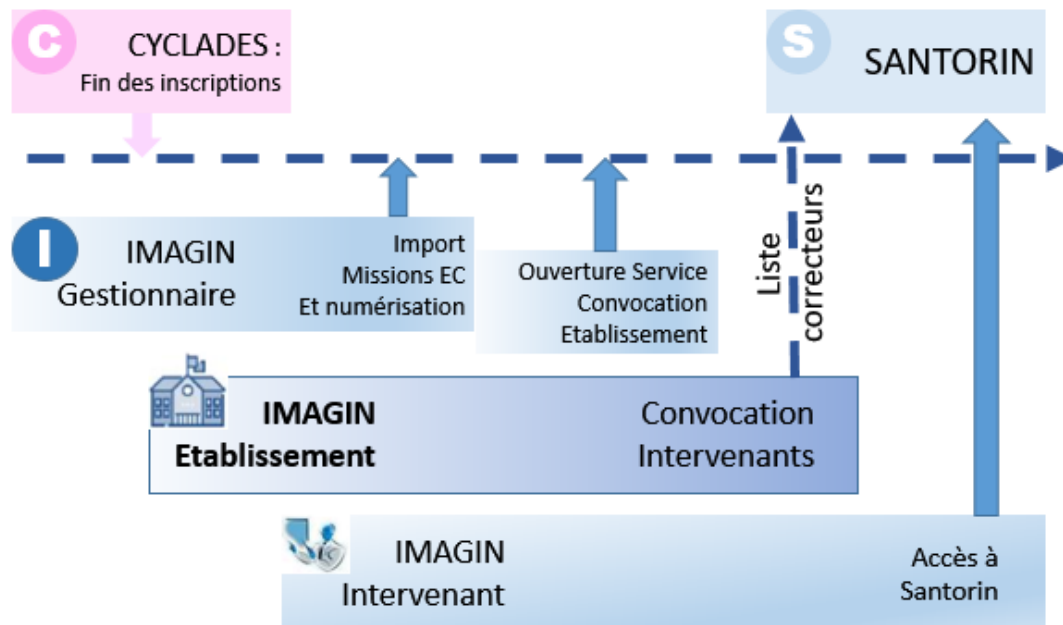 C
CYCLADES :
Fin des inscriptions
S
SANTORIN
I
IMAGIN
Gestionnaire
Import
Missions EC
Et numérisation
Ouverture Service
Convocation
Etablissement
Liste
correcteurs
IMAGIN
Etablissement
Convocation
Intervenants
IMAGIN
Intervenant
Accès à
Santorin